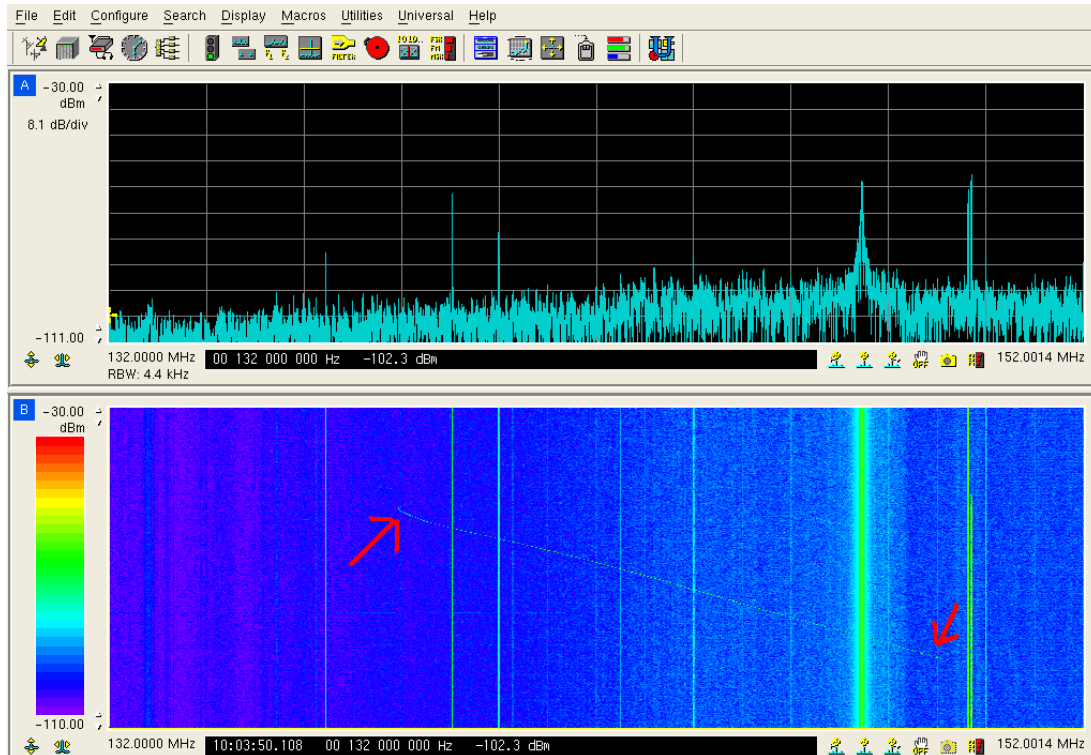 File Edit Configure Search Display Macros Utilities Universal Help
A -30.00
dBm
8.1 dB/div
-111.00
132.0000 MHz 00 132 000 000 Hz -102.3 dBm OFF 152.0014 MHz
RBW: 4.4 kHz
B -30.00
dBm
-110.00
132.0000 MHz 10:03:50.108 00 132 000 000 Hz -102.3 dBm OFF 152.0014 MHz